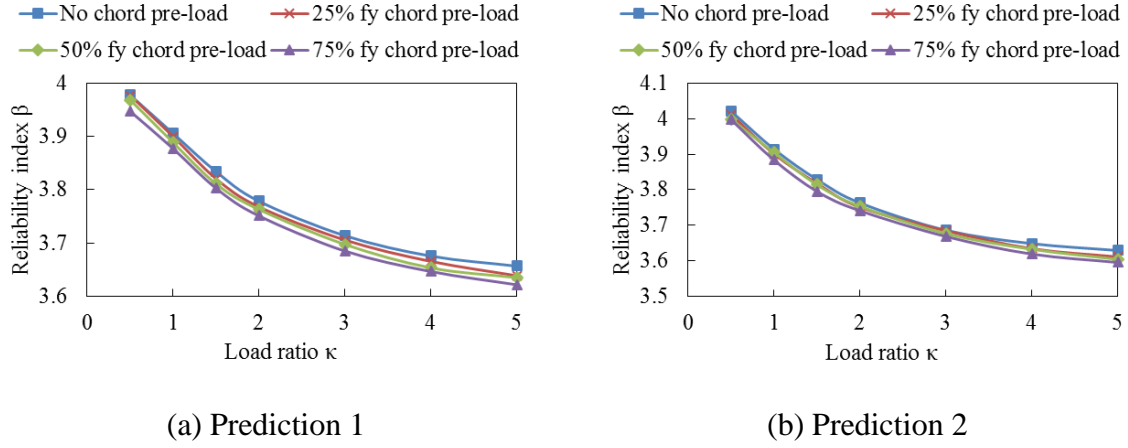 No chord pre-load 25% fy chord pre-load
50% fy chord pre-load 75% fy chord pre-load
4
3.9
3.8
3.7
3.6
Reliability index β
0 1 2 3 4 5
Load ratio κ
(a) Prediction 1
No chord pre-load 25% fy chord pre-load
50% fy chord pre-load 75% fy chord pre-load
4.1
4
3.9
3.8
3.7
3.6
3.5
Reliability index β
0 1 2 3 4 5
Load ratio κ
(b) Prediction 2